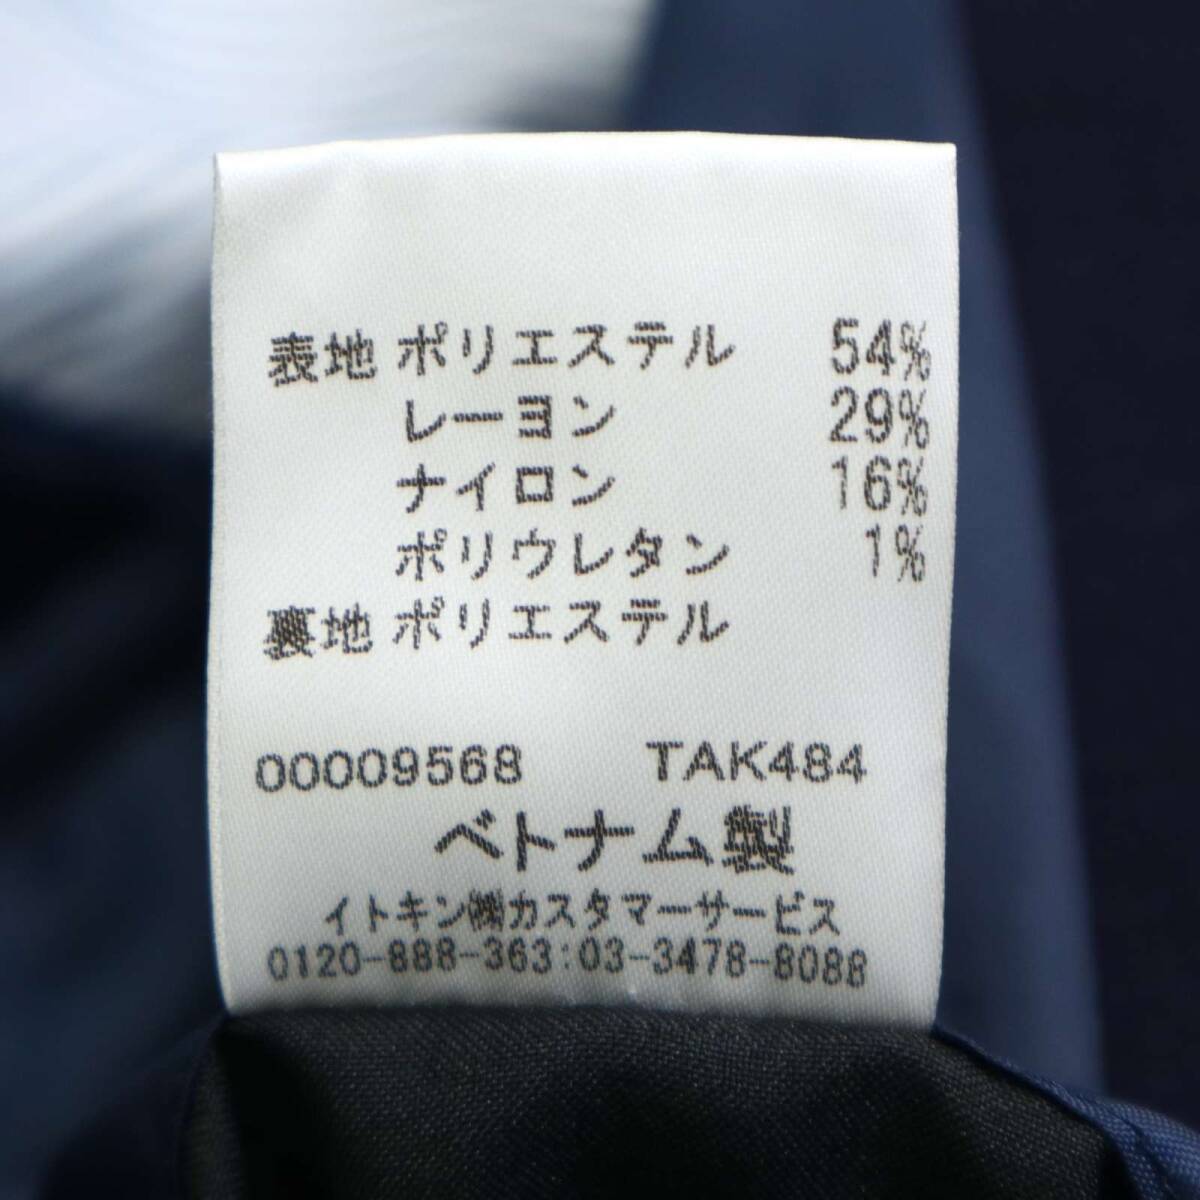 表地 ポリエステル 54%
レーヨン 29%
ナイロン 16%
ポリウレタン 1%
裏地 ポリエステル
00009568 TAK484
ベトナム製
イトキン㈱カスタマーサービス
0120-888-363:03-3478-8088